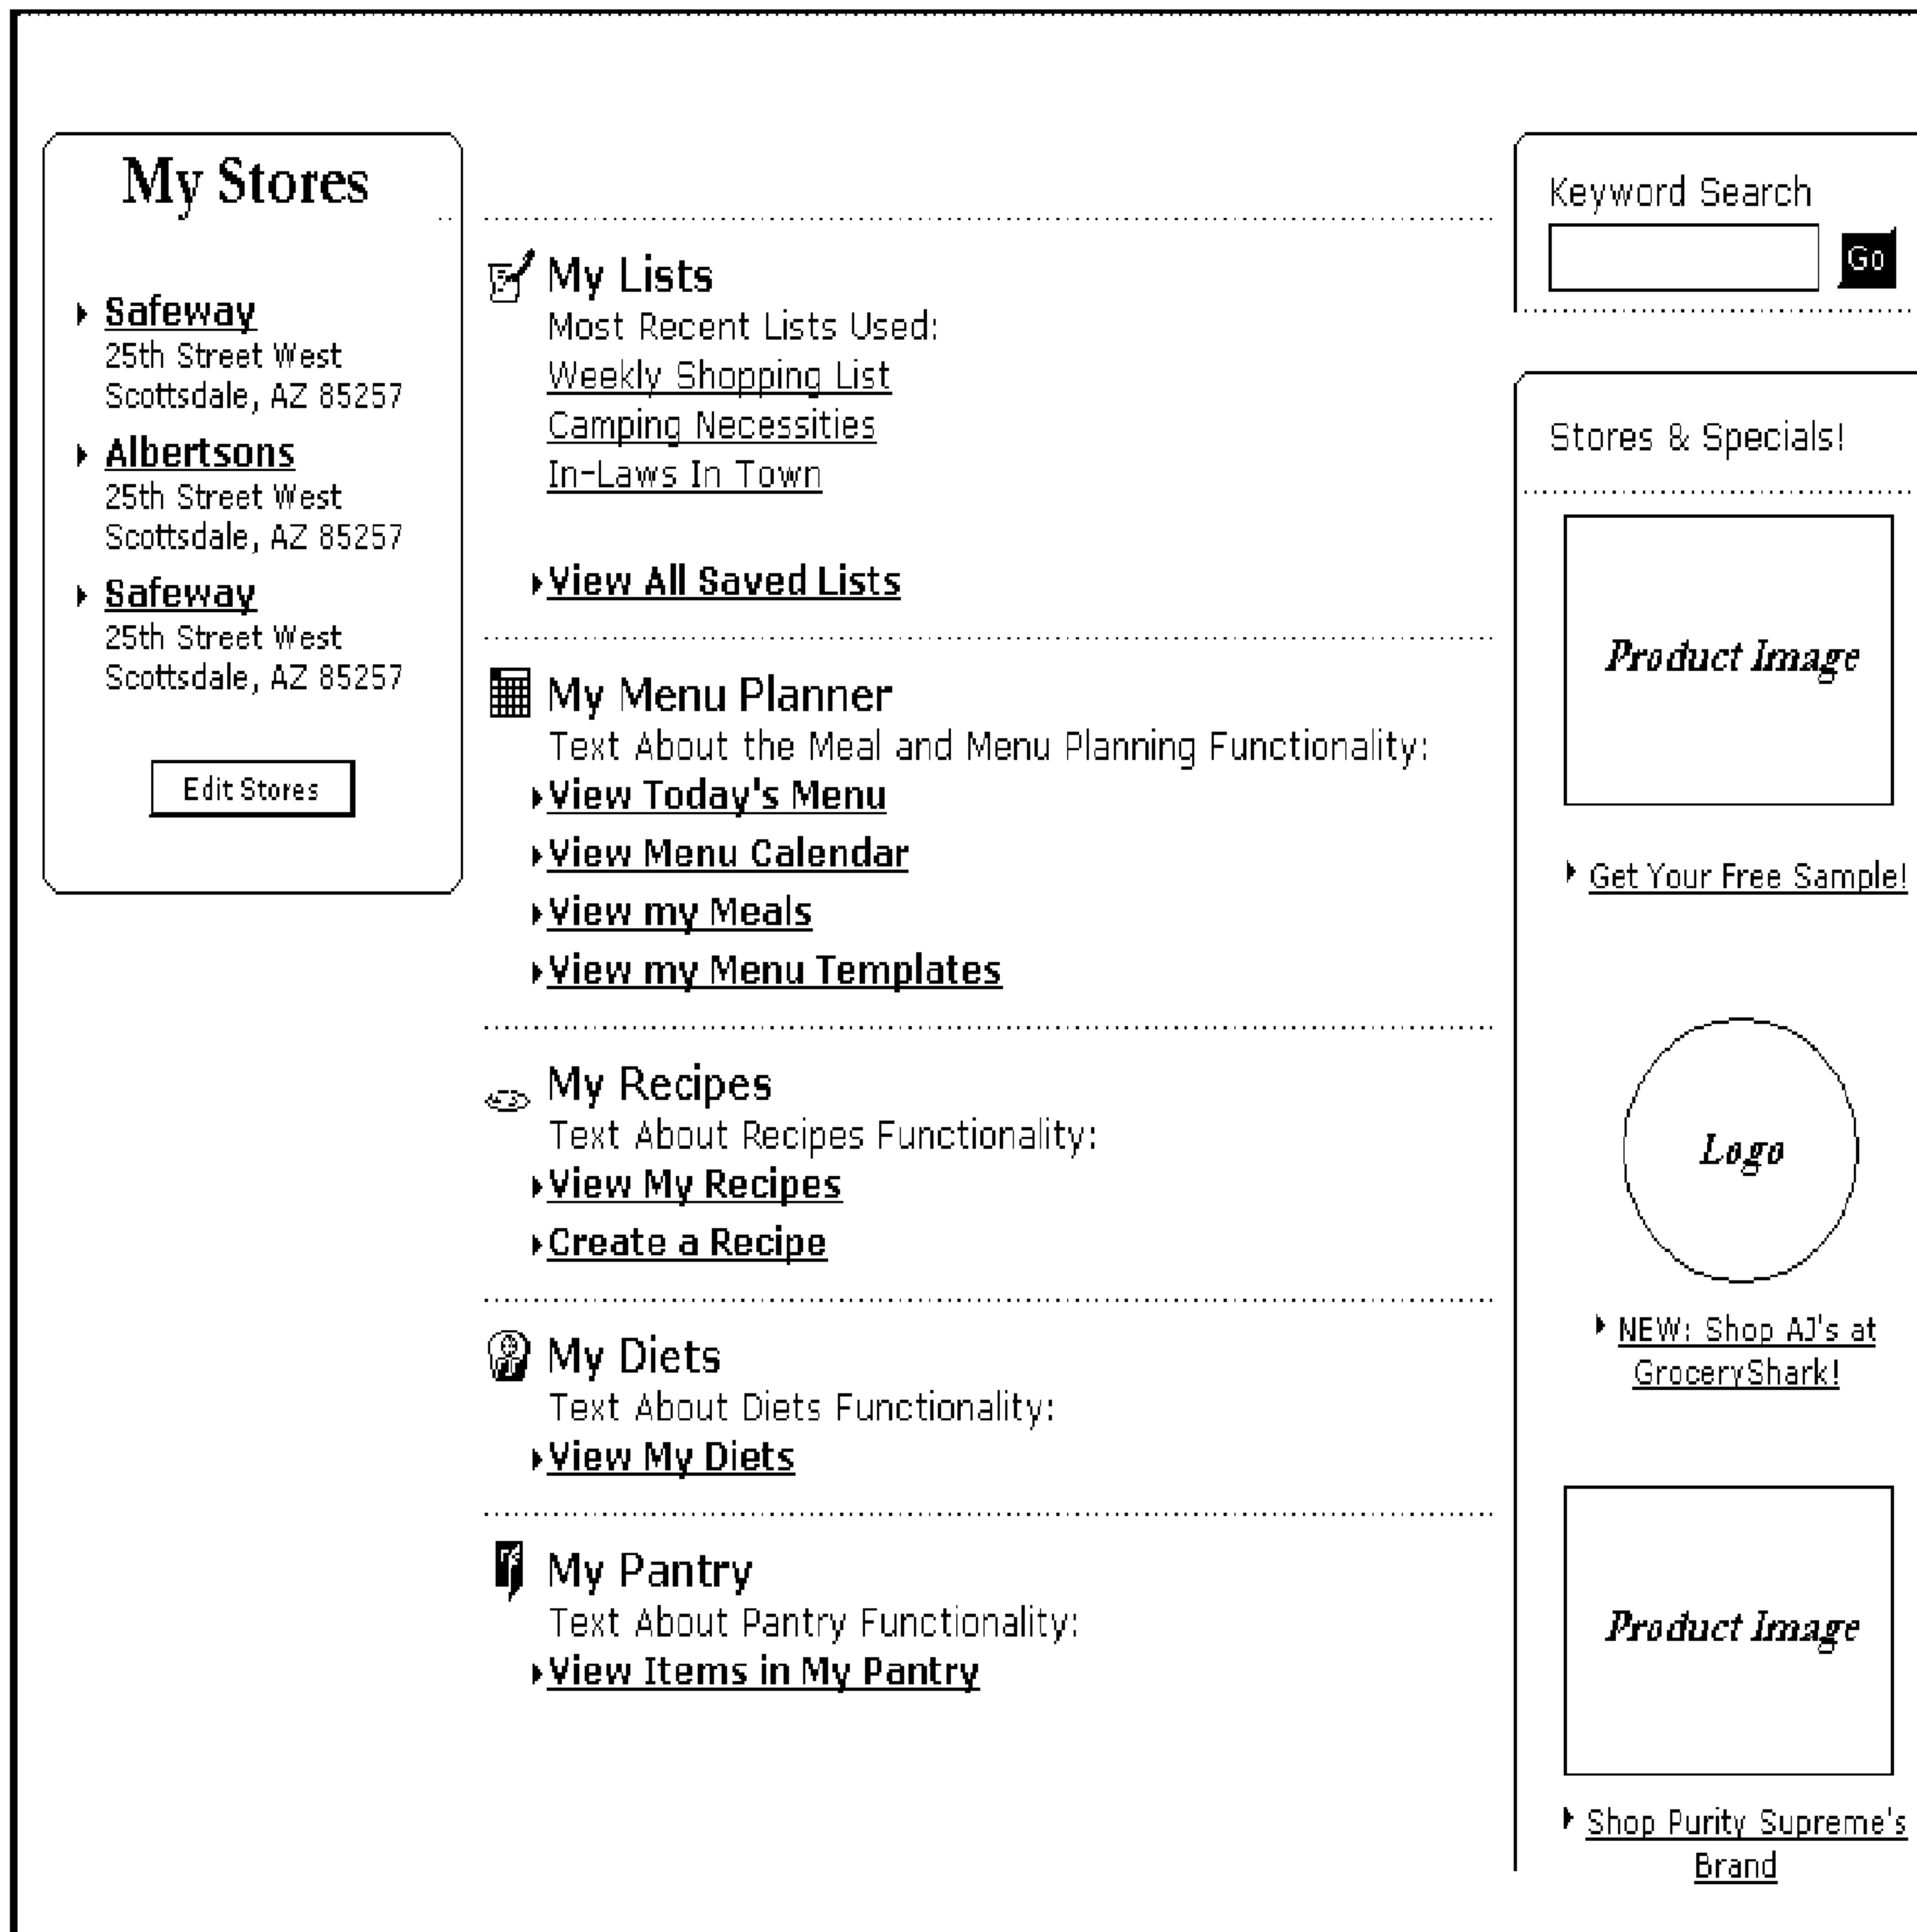 My Stores
Safeway
25th Street West
Scottsdale, AZ 85257
Albertsons
25th Street West
Scottsdale, AZ 85257
Safeway
25th Street West
Scottsdale, AZ 85257
Edit Stores
My Lists
Most Recent Lists Used:
Weekly Shopping List
Camping Necessities
In-Laws In Town
View All Saved Lists
My Menu Planner
Text About the Meal and Menu Planning Functionality:
View Today's Menu
View Menu Calendar
View my Meals
View my Menu Templates
My Recipes
Text About Recipes Functionality:
View My Recipes
Create a Recipe
My Diets
Text About Diets Functionality:
View My Diets
My Pantry
Text About Pantry Functionality:
View Items in My Pantry
Keyword Search
Go
Stores & Specials!
Product Image
Get Your Free Sample!
Logo
NEW: Shop AJ's at
GroceryShark!
Product Image
Shop Purity Supreme's
Brand